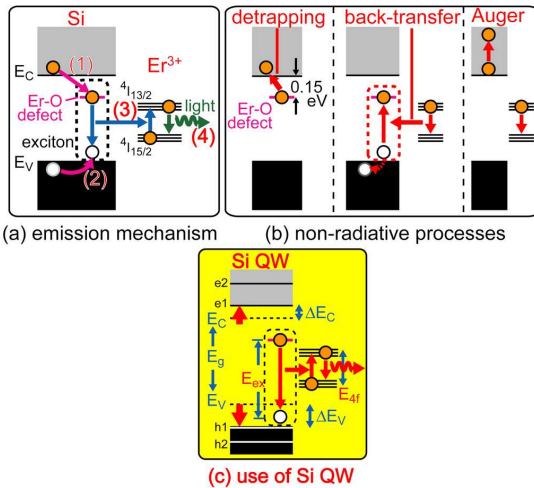 Si
E_C
(1)
Er³⁺
⁴I₁₃/₂
Er-O
defect
(3)
light
(4)
exciton
⁴I₁₅/₂
E_V
(2)
(a) emission mechanism
detrapping
back-transfer
Auger
0.15
eV
Er-O
defect
(b) non-radiative processes
Si QW
e2
e1
ΔE_C
E_C
E_g
E_ex
E_4f
E_V
ΔE_V
h1
h2
(c) use of Si QW